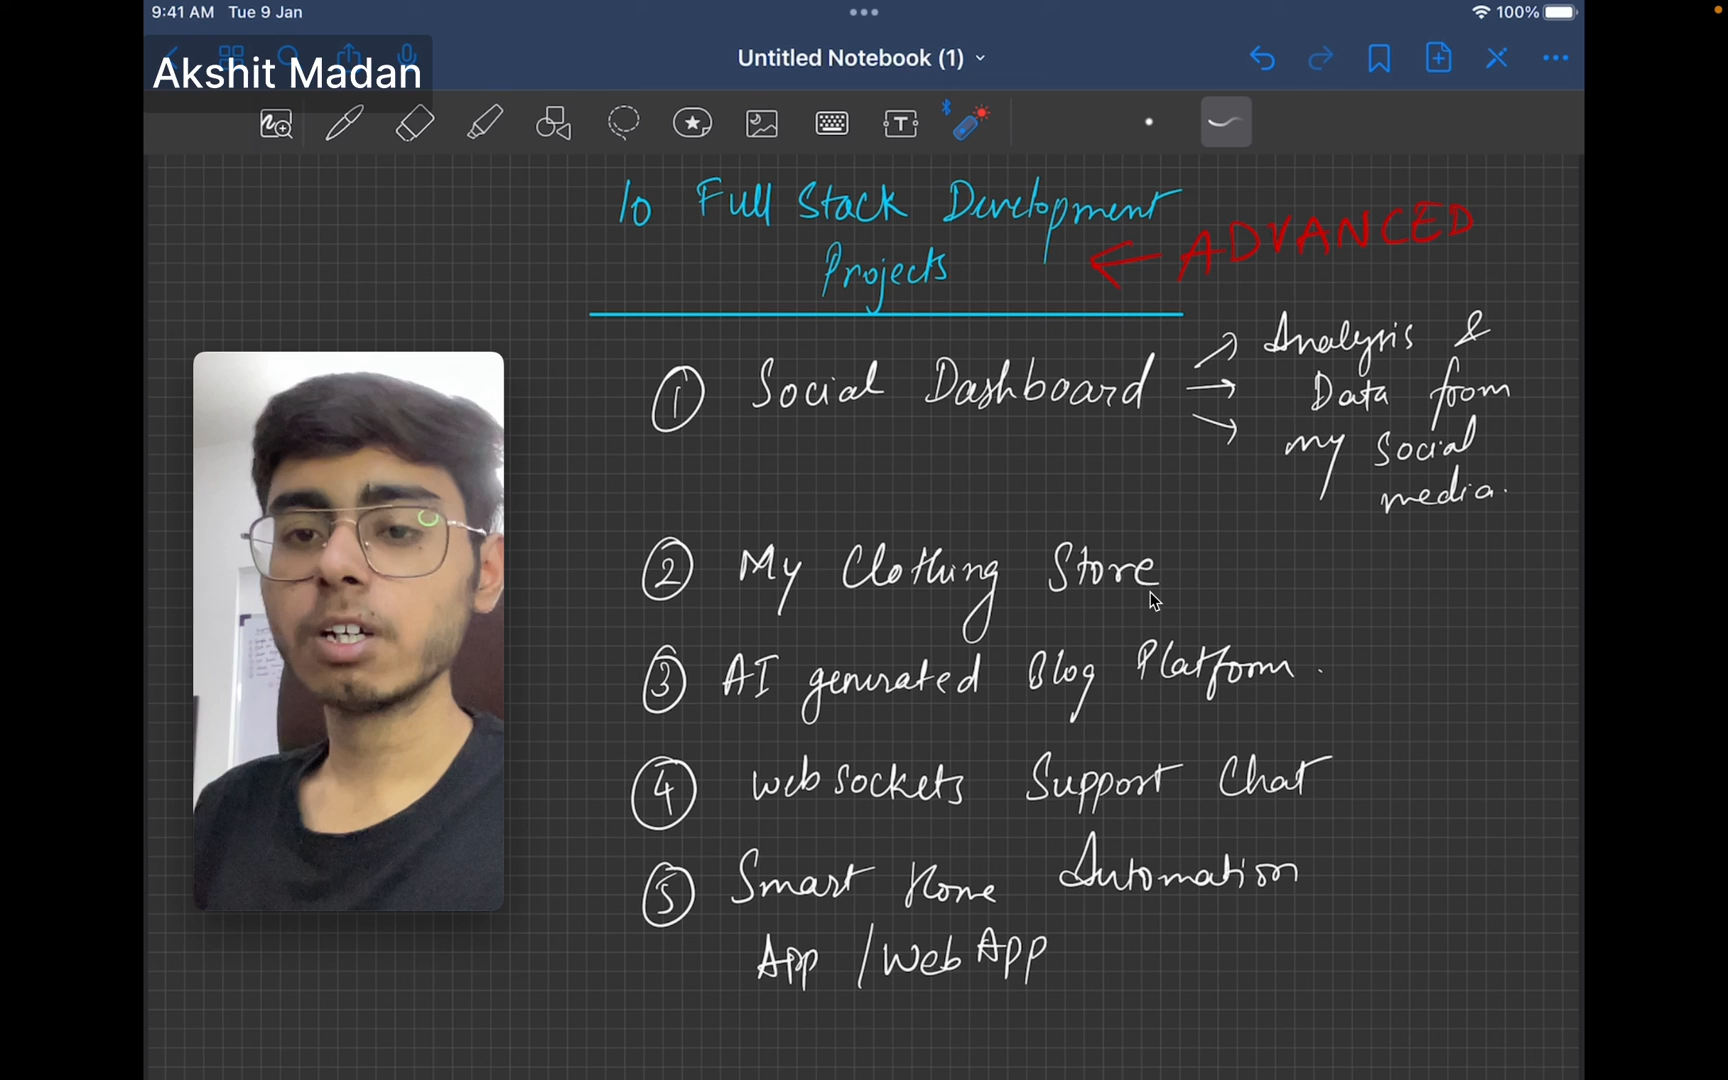 9:41 AM Tue 9 Jan
100%
Akshit Madan
Untitled Notebook (1)
T
10 Full Stack Development
Projects
← ADVANCED
① Social Dashboard
→ Analysis &
→ Data from
→ my social
media.
② My Clothing Store
③ AI generated Blog Platform.
④ Websockets Support Chat
⑤ Smart Home Automation
App / Web App